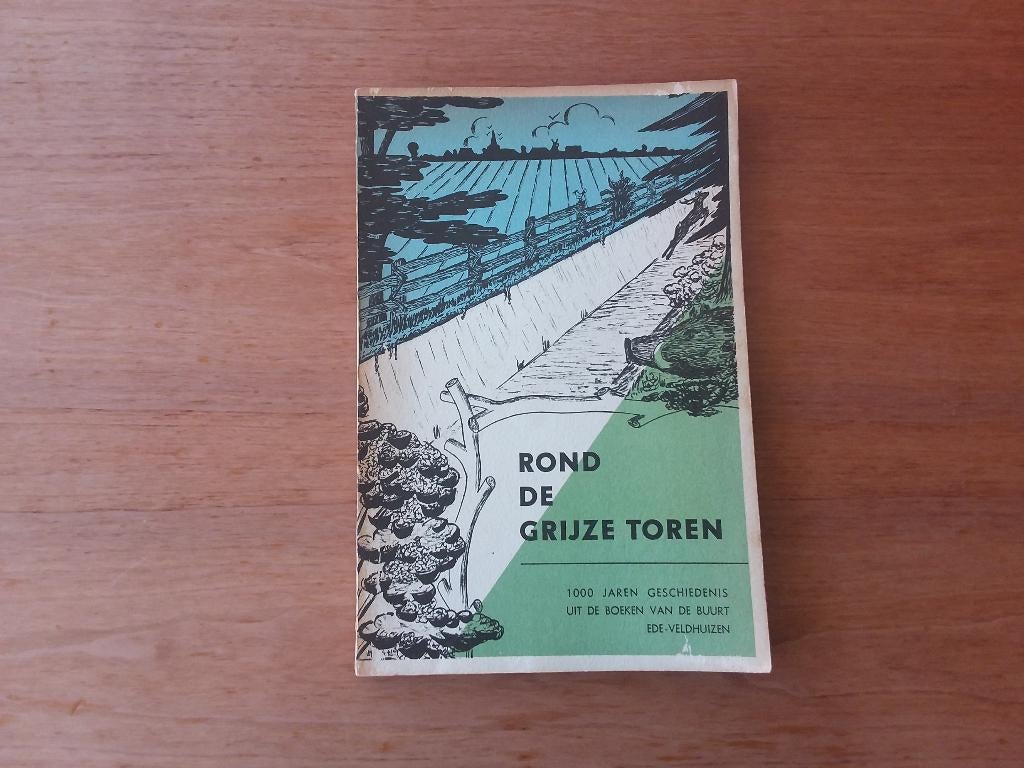 ROND
DE
GRIJZE TOREN
1000 JAREN GESCHIEDENIS
UIT DE BOEKEN VAN DE BUURT
EDE-VELDHUIZEN